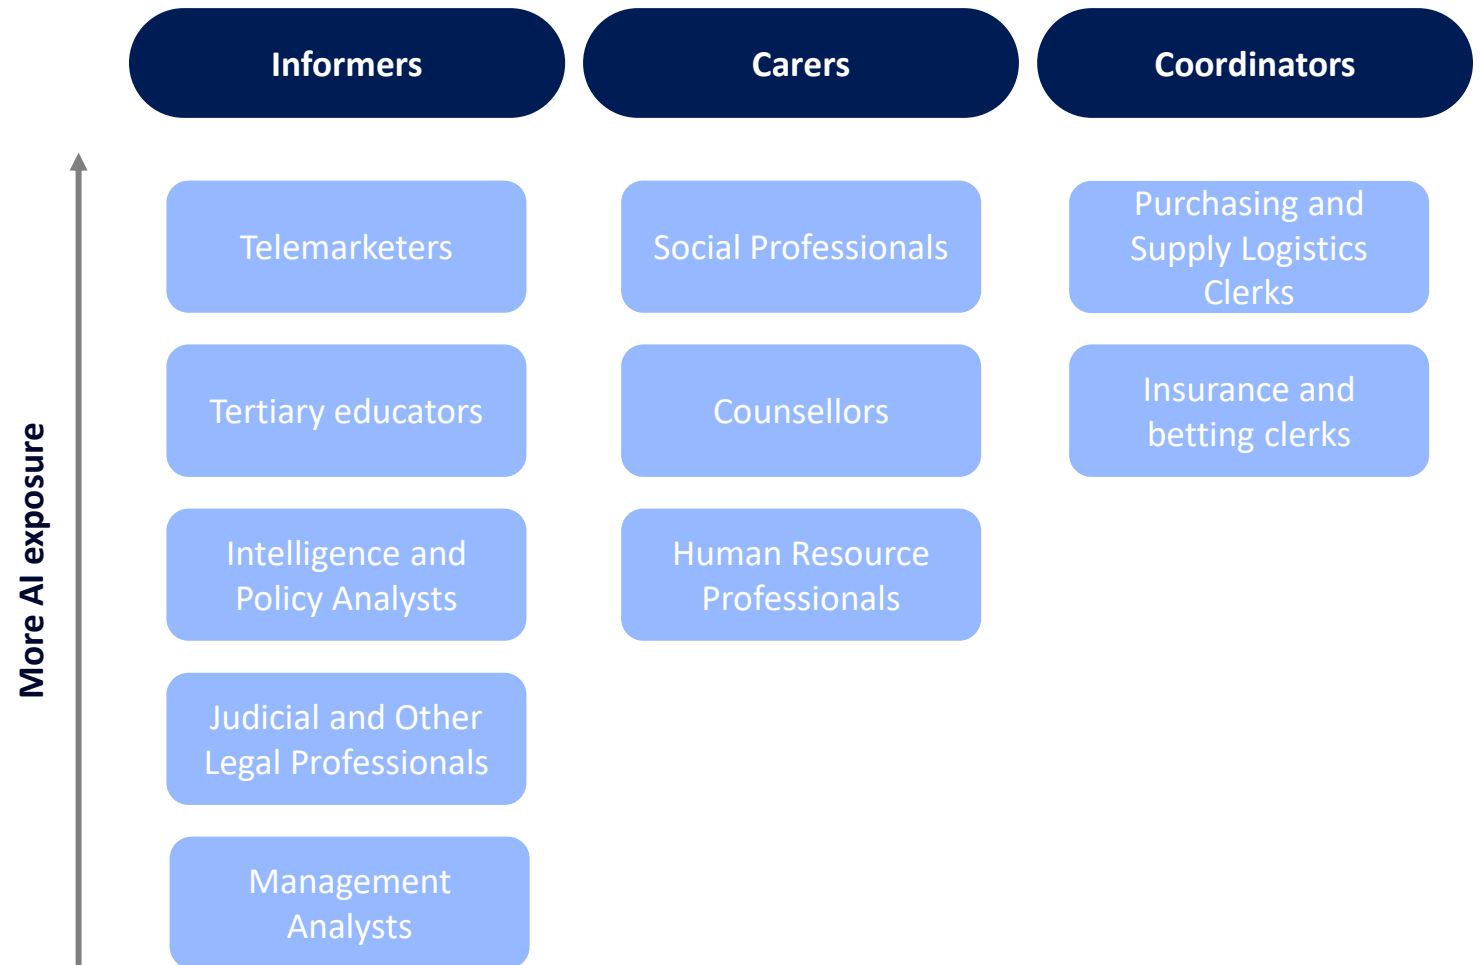 Informers
Carers
Coordinators
More AI exposure
Telemarketers
Social Professionals
Purchasing and
Supply Logistics
Clerks
Tertiary educators
Counsellors
Insurance and
betting clerks
Intelligence and
Policy Analysts
Human Resource
Professionals
Judicial and Other
Legal Professionals
Management
Analysts